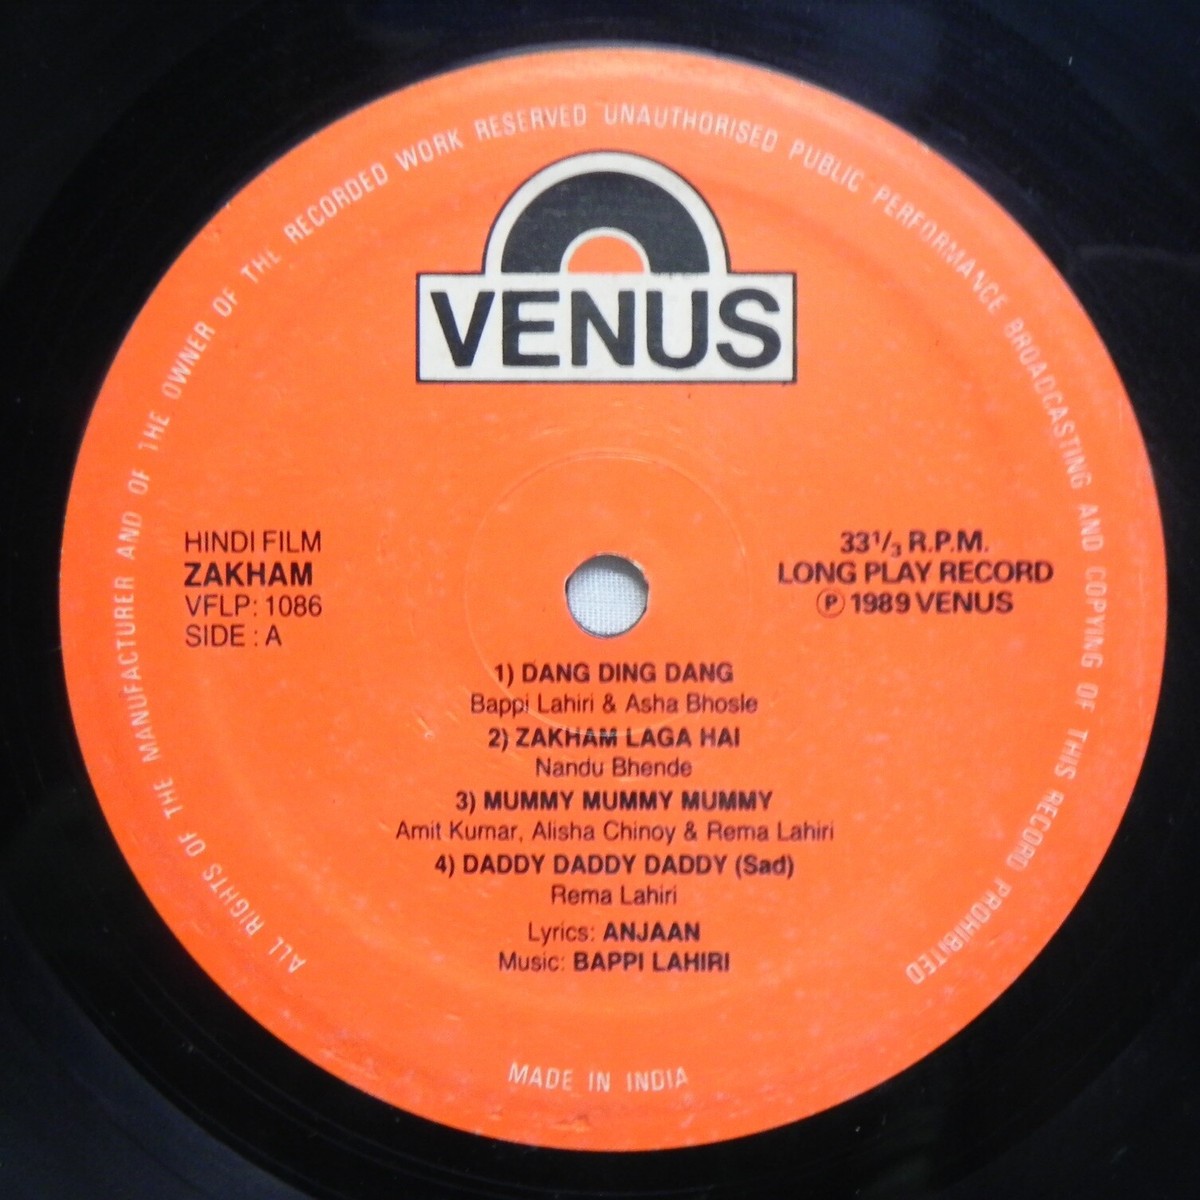 ALL RIGHTS OF THE MANUFACTURER AND OF THE OWNER OF THE RECORDED WORK RESERVED UNAUTHORISED PUBLIC PERFORMANCE BROADCASTING AND COPYING OF THIS RECORD PROHIBITED
VENUS
HINDI FILM
ZAKHAM
VFLP: 1086
SIDE : A
33 1/3 R.P.M.
LONG PLAY RECORD
Ⓟ 1989 VENUS
1) DANG DING DANG
Bappi Lahiri & Asha Bhosle
2) ZAKHAM LAGA HAI
Nandu Bhende
3) MUMMY MUMMY MUMMY
Amit Kumar, Alisha Chinoy & Rema Lahiri
4) DADDY DADDY DADDY (Sad)
Rema Lahiri
Lyrics: ANJAAN
Music: BAPPI LAHIRI
MADE IN INDIA